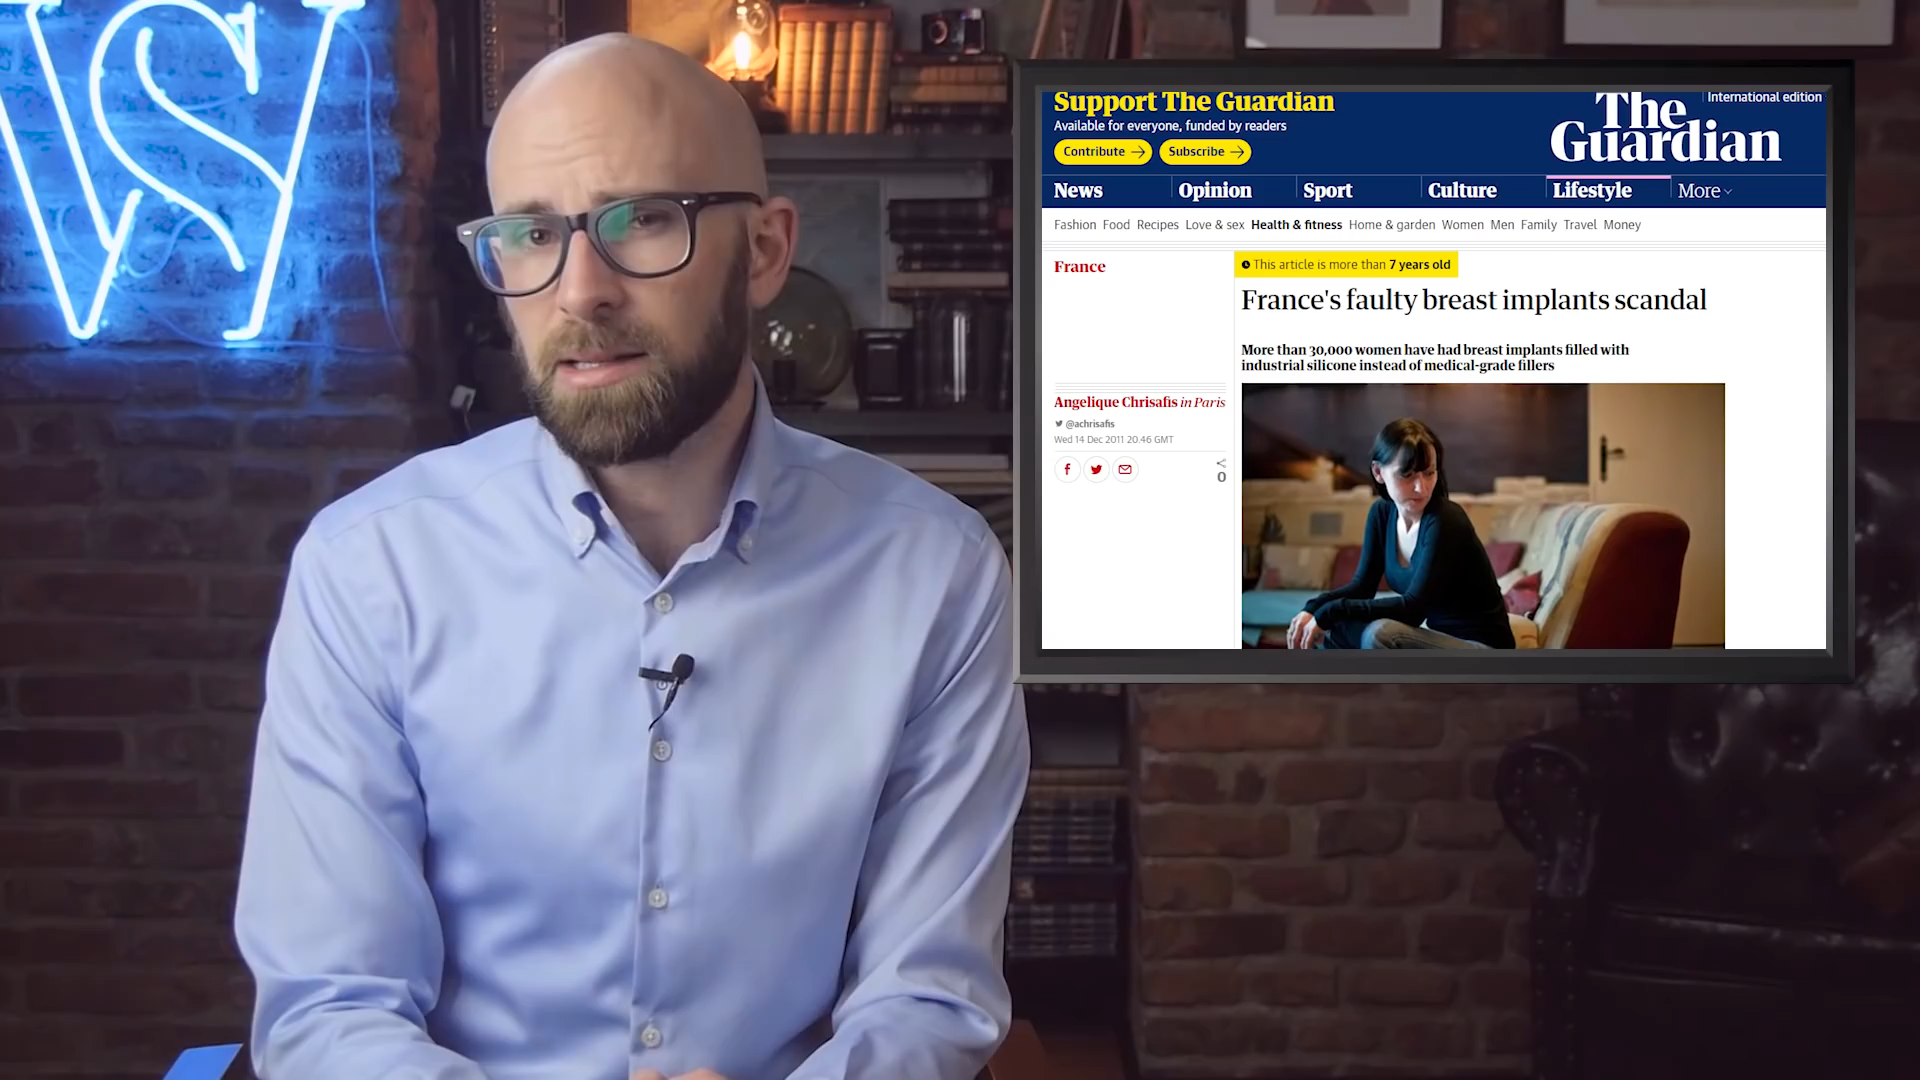 WS
Support The Guardian
Available for everyone, funded by readers
Contribute
Subscribe
International edition
The
Guardian
News Opinion Sport Culture Lifestyle More
Fashion Food Recipes Love & sex Health & fitness Home & garden Women Men Family Travel Money
France
This article is more than 7 years old
France's faulty breast implants scandal
More than 30,000 women have had breast implants filled with
industrial silicone instead of medical-grade fillers
Angelique Chrisafis in Paris
@achrisafis
Wed 14 Dec 2011 20.46 GMT
0